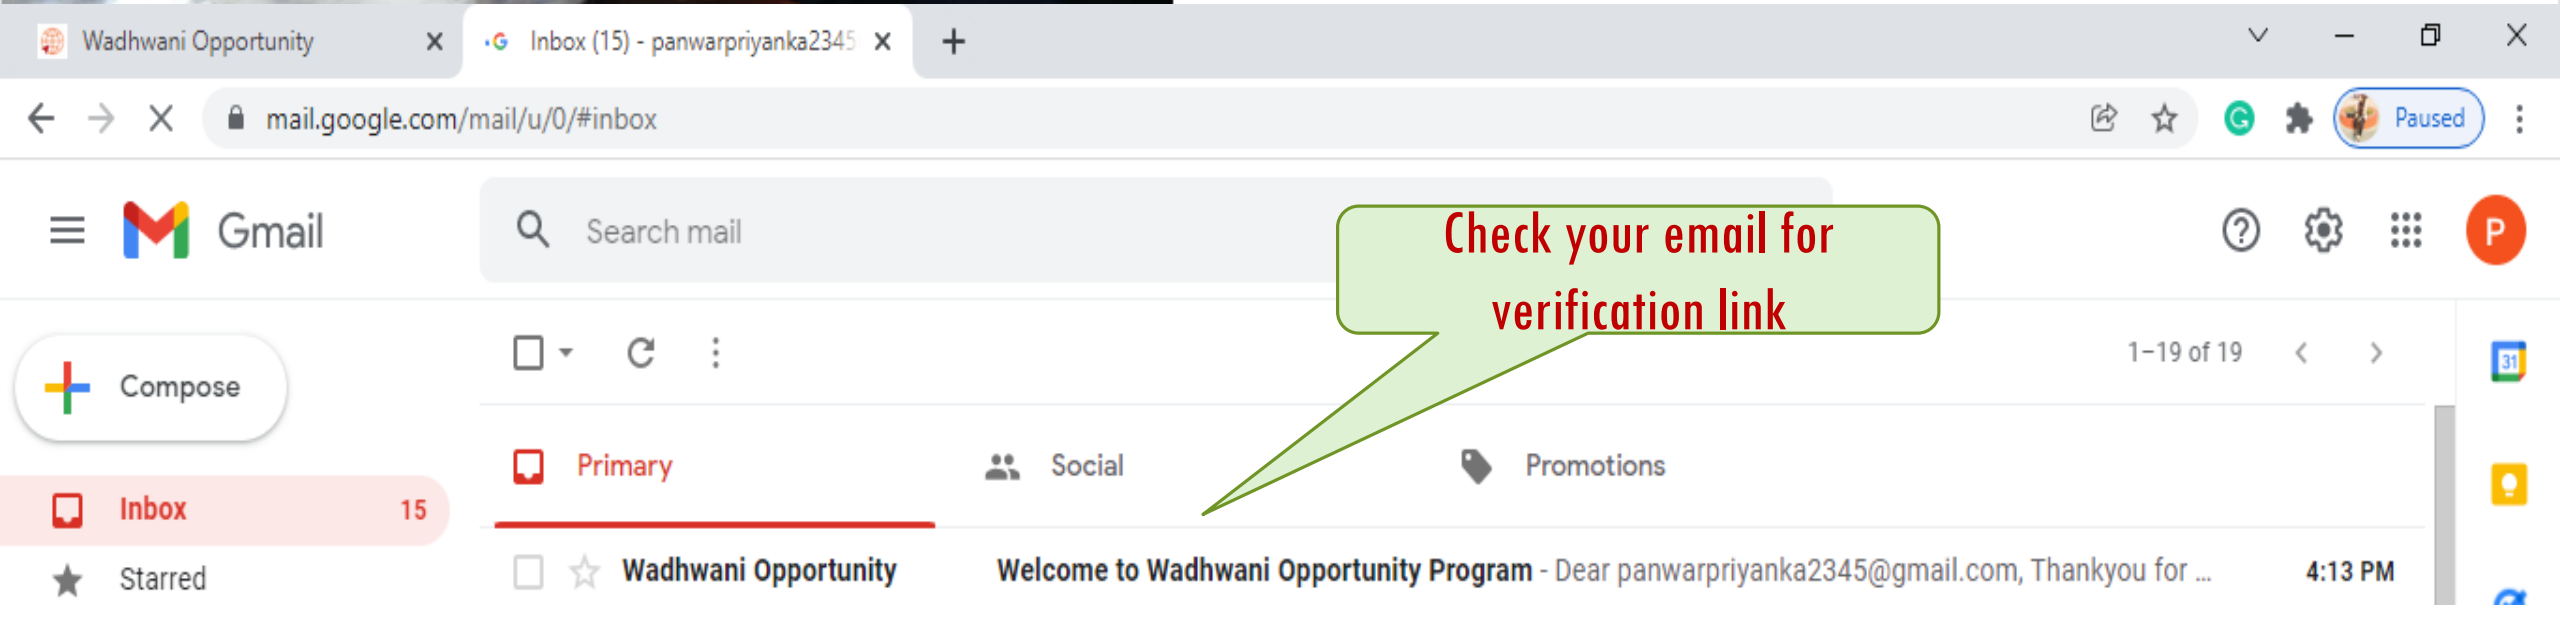 Wadhwani Opportunity
G Inbox (15) - panwarpriyanka2345
mail.google.com/mail/u/0/#inbox
G
Paused
Gmail
Search mail
Check your email for
verification link
P
Compose
1–19 of 19
31
Primary
Social
Promotions
Inbox 15
Starred
Wadhwani Opportunity Welcome to Wadhwani Opportunity Program - Dear panwarpriyanka2345@gmail.com, Thankyou for ... 4:13 PM